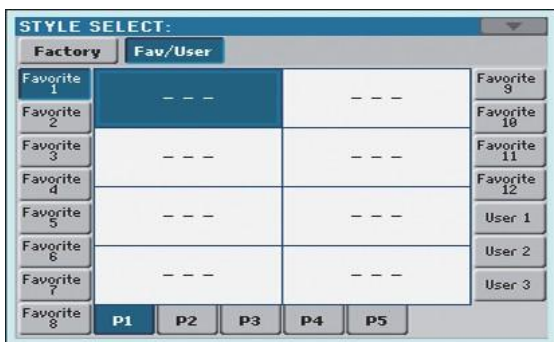 STYLE SELECT:
Factory Fav/User
Favorite 1
Favorite 2
Favorite 3
Favorite 4
Favorite 5
Favorite 6
Favorite 7
Favorite 8
--- ---
--- ---
--- ---
--- ---
Favorite 9
Favorite 10
Favorite 11
Favorite 12
User 1
User 2
User 3
P1 P2 P3 P4 P5